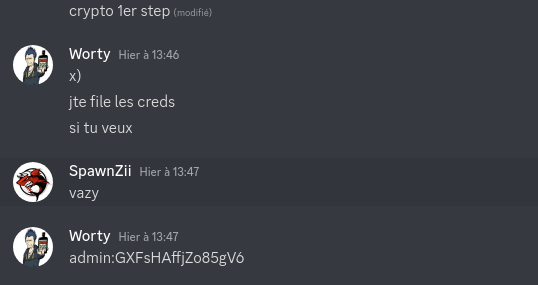 crypto 1er step (modifié)
Worty Hier à 13:46
x)
jte file les creds
si tu veux
SpawnZii Hier à 13:47
vazy
Worty Hier à 13:47
admin:GXFsHAffjZo85gV6